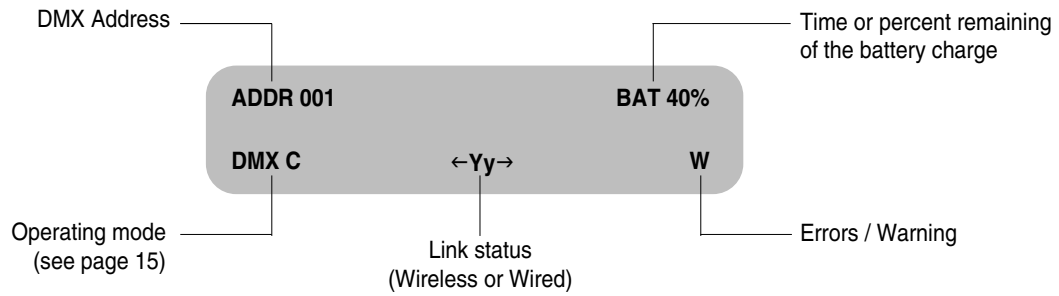 DMX Address
Time or percent remaining
of the battery charge
ADDR 001
BAT 40%
DMX C
←Yy→
W
Operating mode
(see page 15)
Link status
(Wireless or Wired)
Errors / Warning